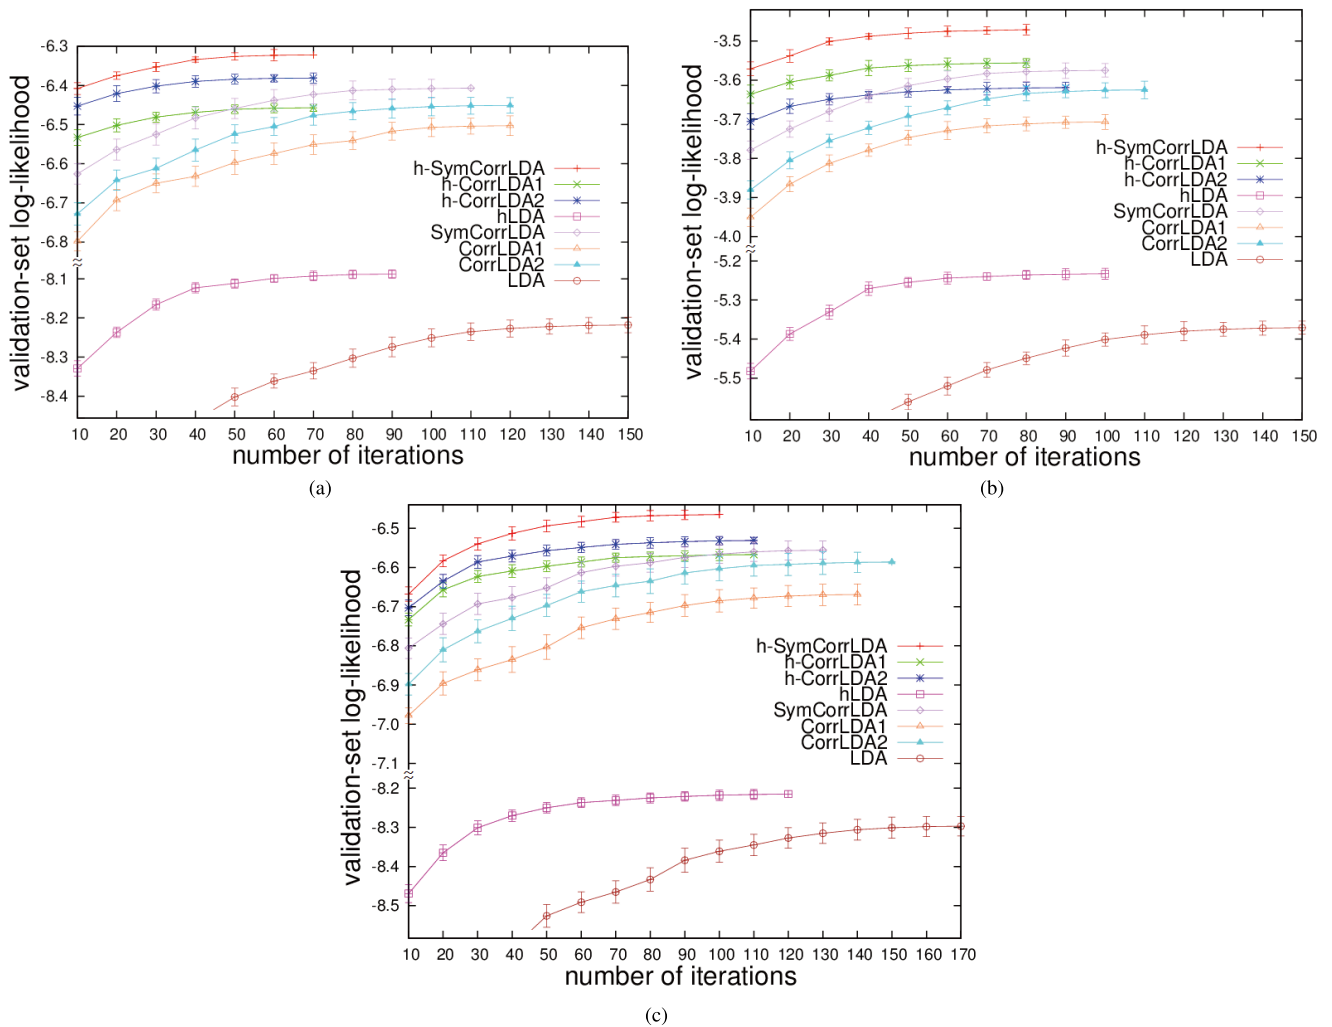 validation-set log-likelihood
-6.3
-6.4
-6.5
-6.6
-6.7
-6.8
-8.1
-8.2
-8.3
-8.4
h-SymCorrLDA
h-CorrLDA1
h-CorrLDA2
hLDA
SymCorrLDA
CorrLDA1
CorrLDA2
LDA
10 20 30 40 50 60 70 80 90 100 110 120 130 140 150
number of iterations
(a)
validation-set log-likelihood
-3.5
-3.6
-3.7
-3.8
-3.9
-4.0
-5.2
-5.3
-5.4
-5.5
h-SymCorrLDA
h-CorrLDA1
h-CorrLDA2
hLDA
SymCorrLDA
CorrLDA1
CorrLDA2
LDA
10 20 30 40 50 60 70 80 90 100 110 120 130 140 150
number of iterations
(b)
validation-set log-likelihood
-6.5
-6.6
-6.7
-6.8
-6.9
-7.0
-7.1
-8.2
-8.3
-8.4
-8.5
h-SymCorrLDA
h-CorrLDA1
h-CorrLDA2
hLDA
SymCorrLDA
CorrLDA1
CorrLDA2
LDA
10 20 30 40 50 60 70 80 90 100 110 120 130 140 150 160 170
number of iterations
(c)